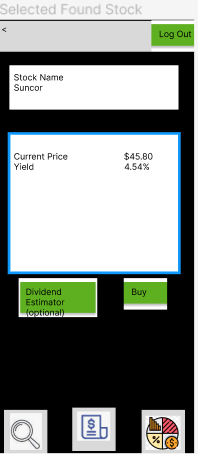 Selected Found Stock
<
Log Out
Stock Name
Suncor
Current Price $45.80
Yield 4.54%
Dividend
Estimator
(optional)
Buy
$
% $